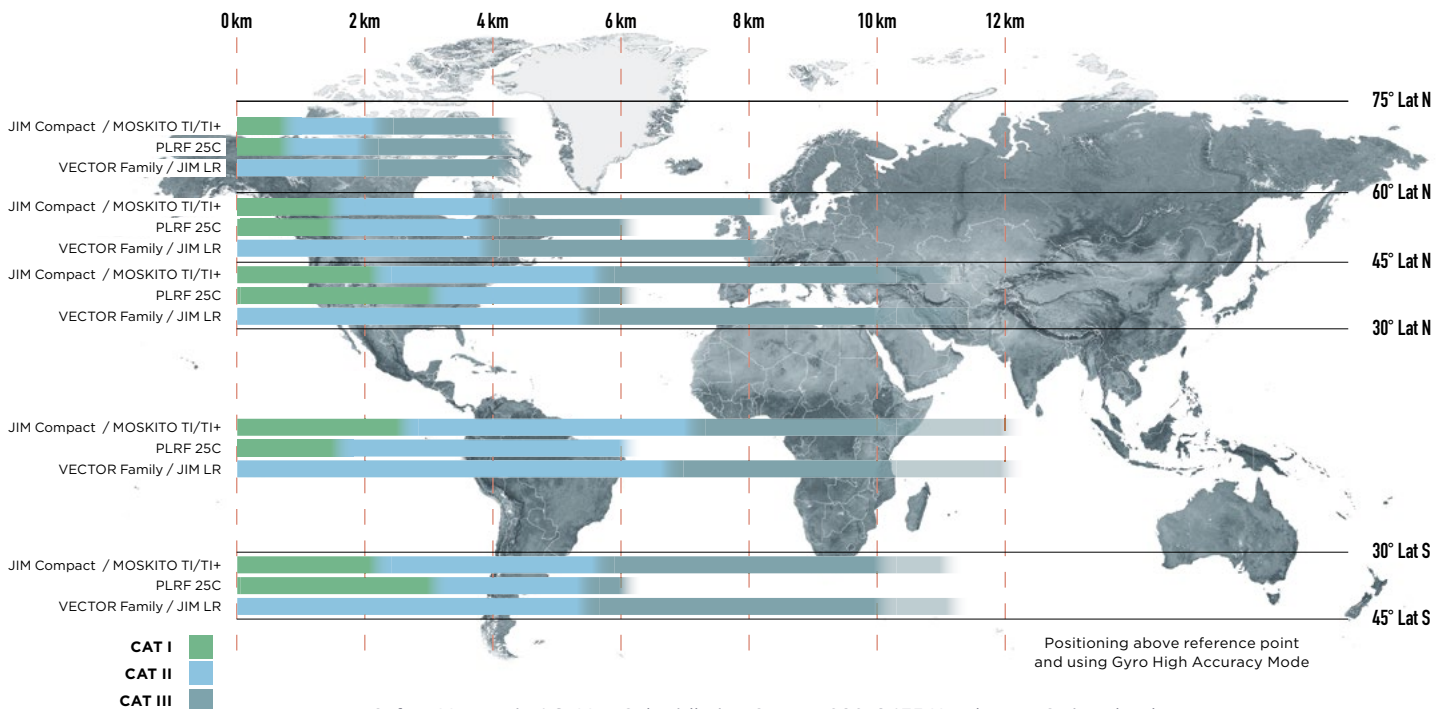 0 km 2 km 4 km 6 km 8 km 10 km 12 km
75° Lat N
JIM Compact / MOSKITO TI/TI+
PLRF 25C
VECTOR Family / JIM LR
60° Lat N
JIM Compact / MOSKITO TI/TI+
PLRF 25C
VECTOR Family / JIM LR
45° Lat N
JIM Compact / MOSKITO TI/TI+
PLRF 25C
VECTOR Family / JIM LR
30° Lat N
JIM Compact / MOSKITO TI/TI+
PLRF 25C
VECTOR Family / JIM LR
30° Lat S
JIM Compact / MOSKITO TI/TI+
PLRF 25C
VECTOR Family / JIM LR
45° Lat S
CAT I
CAT II
CAT III
Positioning above reference point
and using Gyro High Accuracy Mode